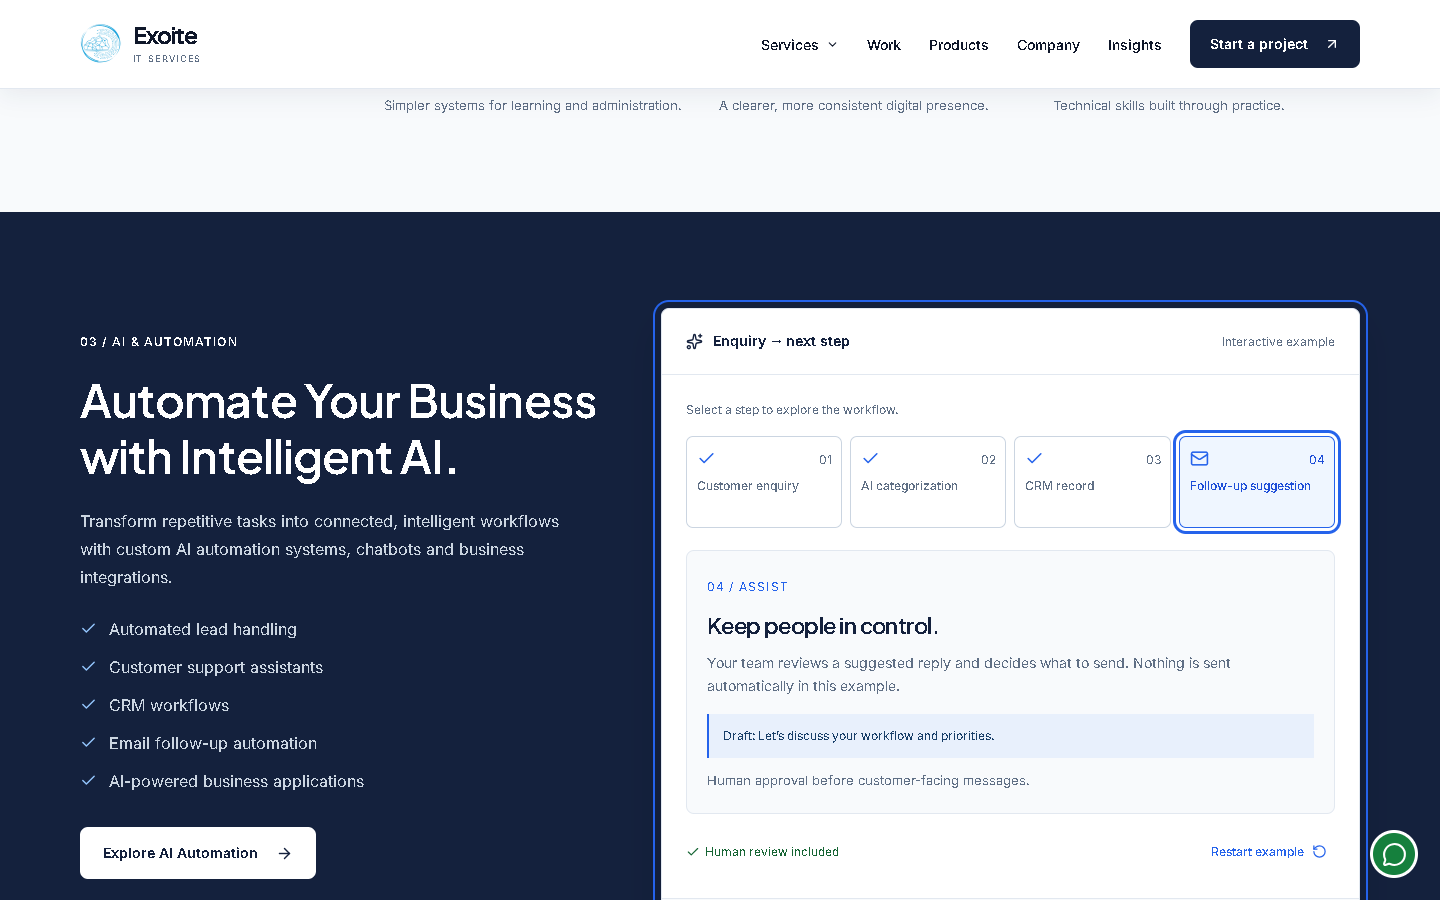 Exoite
IT SERVICES
Services
Work
Products
Company
Insights
Start a project
Simpler systems for learning and administration.
A clearer, more consistent digital presence.
Technical skills built through practice.
03 / AI & AUTOMATION
Automate Your Business
with Intelligent AI.
Transform repetitive tasks into connected, intelligent workflows
with custom AI automation systems, chatbots and business
integrations.
Automated lead handling
Customer support assistants
CRM workflows
Email follow-up automation
AI-powered business applications
Explore AI Automation
Enquiry → next step
Interactive example
Select a step to explore the workflow.
01
Customer enquiry
02
AI categorization
03
CRM record
04
Follow-up suggestion
04 / ASSIST
Keep people in control.
Your team reviews a suggested reply and decides what to send. Nothing is sent
automatically in this example.
Draft: Let's discuss your workflow and priorities.
Human approval before customer-facing messages.
Human review included
Restart example